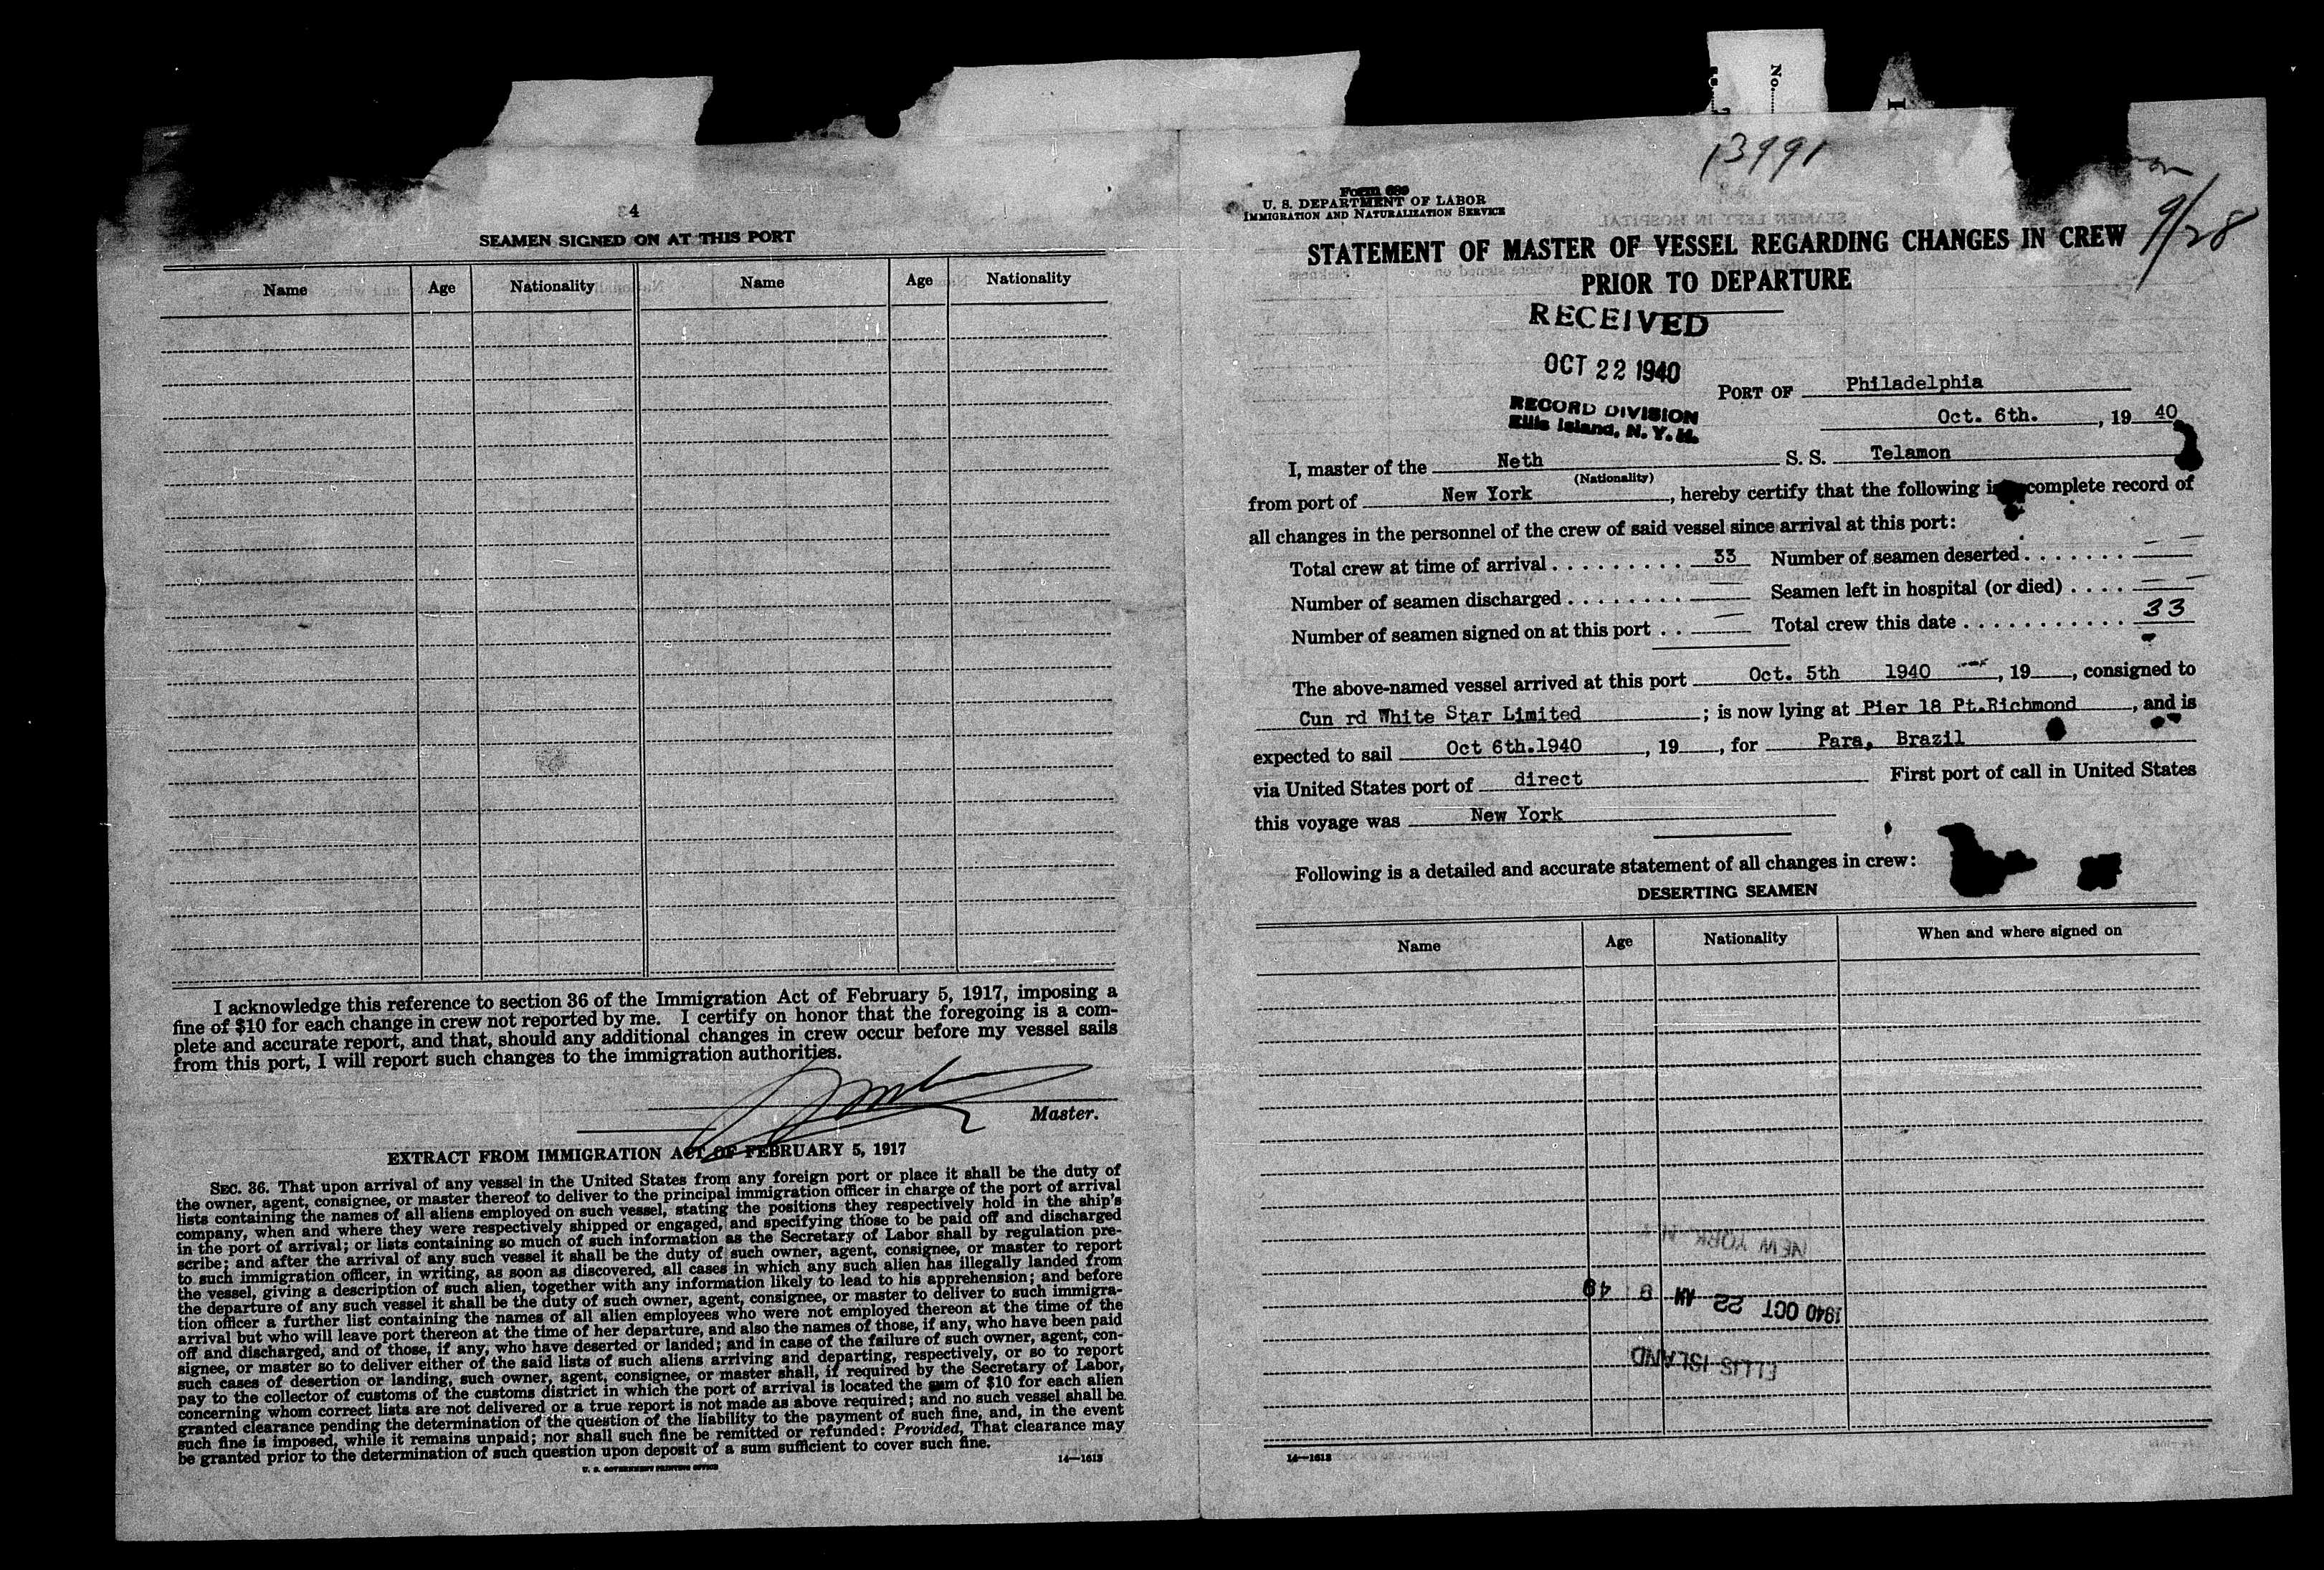 4
SEAMEN SIGNED ON AT THIS PORT
Name Age Nationality Name Age Nationality
I acknowledge this reference to section 36 of the Immigration Act of February 5, 1917, imposing a
fine of $10 for each change in crew not reported by me. I certify on honor that the foregoing is a com-
plete and accurate report, and that, should any additional changes in crew occur before my vessel sails
from this port, I will report such changes to the immigration authorities.
Master.
EXTRACT FROM IMMIGRATION ACT OF FEBRUARY 5, 1917
SEC. 36. That upon arrival of any vessel in the United States from any foreign port or place it shall be the duty of
the owner, agent, consignee, or master thereof to deliver to the principal immigration officer in charge of the port of arrival
lists containing the names of all aliens employed on such vessel, stating the positions they respectively hold in the ship's
company, when and where they were respectively shipped or engaged, and specifying those to be paid off and discharged
in the port of arrival; or lists containing so much of such information as the Secretary of Labor shall by regulation pre-
scribe; and after the arrival of any such vessel it shall be the duty of such owner, agent, consignee, or master to report
to such immigration officer, in writing, as soon as discovered, all cases in which any such alien has illegally landed from
the vessel, giving a description of such alien, together with any information likely to lead to his apprehension; and before
the departure of any such vessel it shall be the duty of such owner, agent, consignee, or master to deliver to such immigra-
tion officer a further list containing the names of all alien employees who were not employed thereon at the time of the
arrival but who will leave port thereon at the time of her departure, and also the names of those, if any, who have been paid
off and discharged, and of those, if any, who have deserted or landed; and in case of the failure of such owner, agent, con-
signee, or master so to deliver either of the said lists of such aliens arriving and departing, respectively, or so to report
such cases of desertion or landing, such owner, agent, consignee, or master shall, if required by the Secretary of Labor,
pay to the collector of customs of the customs district in which the port of arrival is located the sum of $10 for each alien
concerning whom correct lists are not delivered or a true report is not made as above required; and no such vessel shall be
granted clearance pending the determination of the question of the liability to the payment of such fine, and, in the event
such fine is imposed, while it remains unpaid; nor shall such fine be remitted or refunded: Provided, That clearance may
be granted prior to the determination of such question upon deposit of a sum sufficient to cover such fine.
U. S. GOVERNMENT PRINTING OFFICE 14—1613
No.
13991
9/28
Form 689
U. S. DEPARTMENT OF LABOR
IMMIGRATION AND NATURALIZATION SERVICE
STATEMENT OF MASTER OF VESSEL REGARDING CHANGES IN CREW
PRIOR TO DEPARTURE
RECEIVED
OCT 22 1940
RECORD DIVISION
Ellis Island, N. Y. H.
PORT OF Philadelphia
Oct. 6th. , 19 40
I, master of the Neth S. S. Telamon
(Nationality)
from port of New York , hereby certify that the following is complete record of
all changes in the personnel of the crew of said vessel since arrival at this port:
Total crew at time of arrival . . . . . . . . . 33 Number of seamen deserted . . . . . . . —
Number of seamen discharged . . . . . . . . Seamen left in hospital (or died) . . . . —
Number of seamen signed on at this port . . — Total crew this date . . . . . . . . . . . . 33
The above-named vessel arrived at this port Oct. 5th 1940 , 19 , consigned to
Cun rd White Star Limited ; is now lying at Pier 18 Pt.Richmond , and is
expected to sail Oct 6th.1940 , 19 , for Para, Brazil
via United States port of direct First port of call in United States
this voyage was New York
Following is a detailed and accurate statement of all changes in crew:
DESERTING SEAMEN
Name Age Nationality When and where signed on
NEW YORK N
1940 OCT 22 AM 9 49
ELLIS ISLAND
14—1613